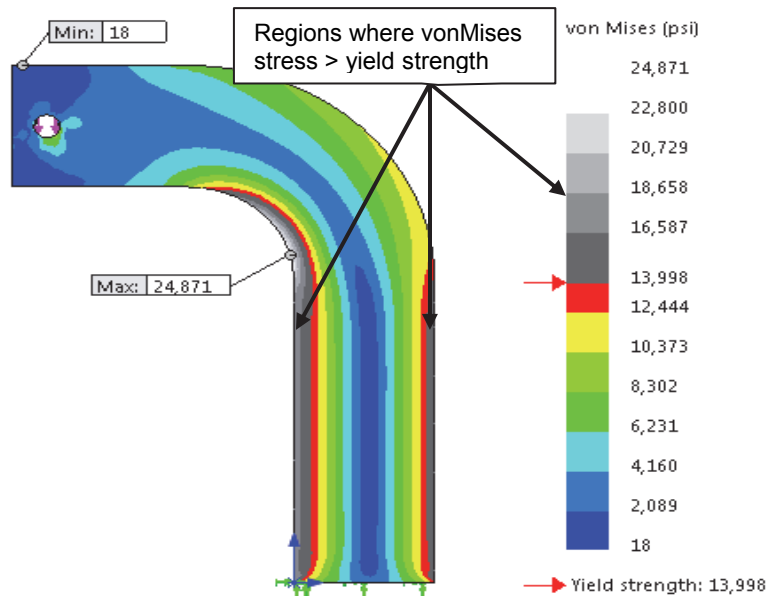 Min: 18
Regions where vonMises
stress > yield strength
von Mises (psi)
24,871
22,800
20,729
18,658
16,587
13,998
12,444
10,373
8,302
6,231
4,160
2,089
18
Max: 24,871
Yield strength: 13,998